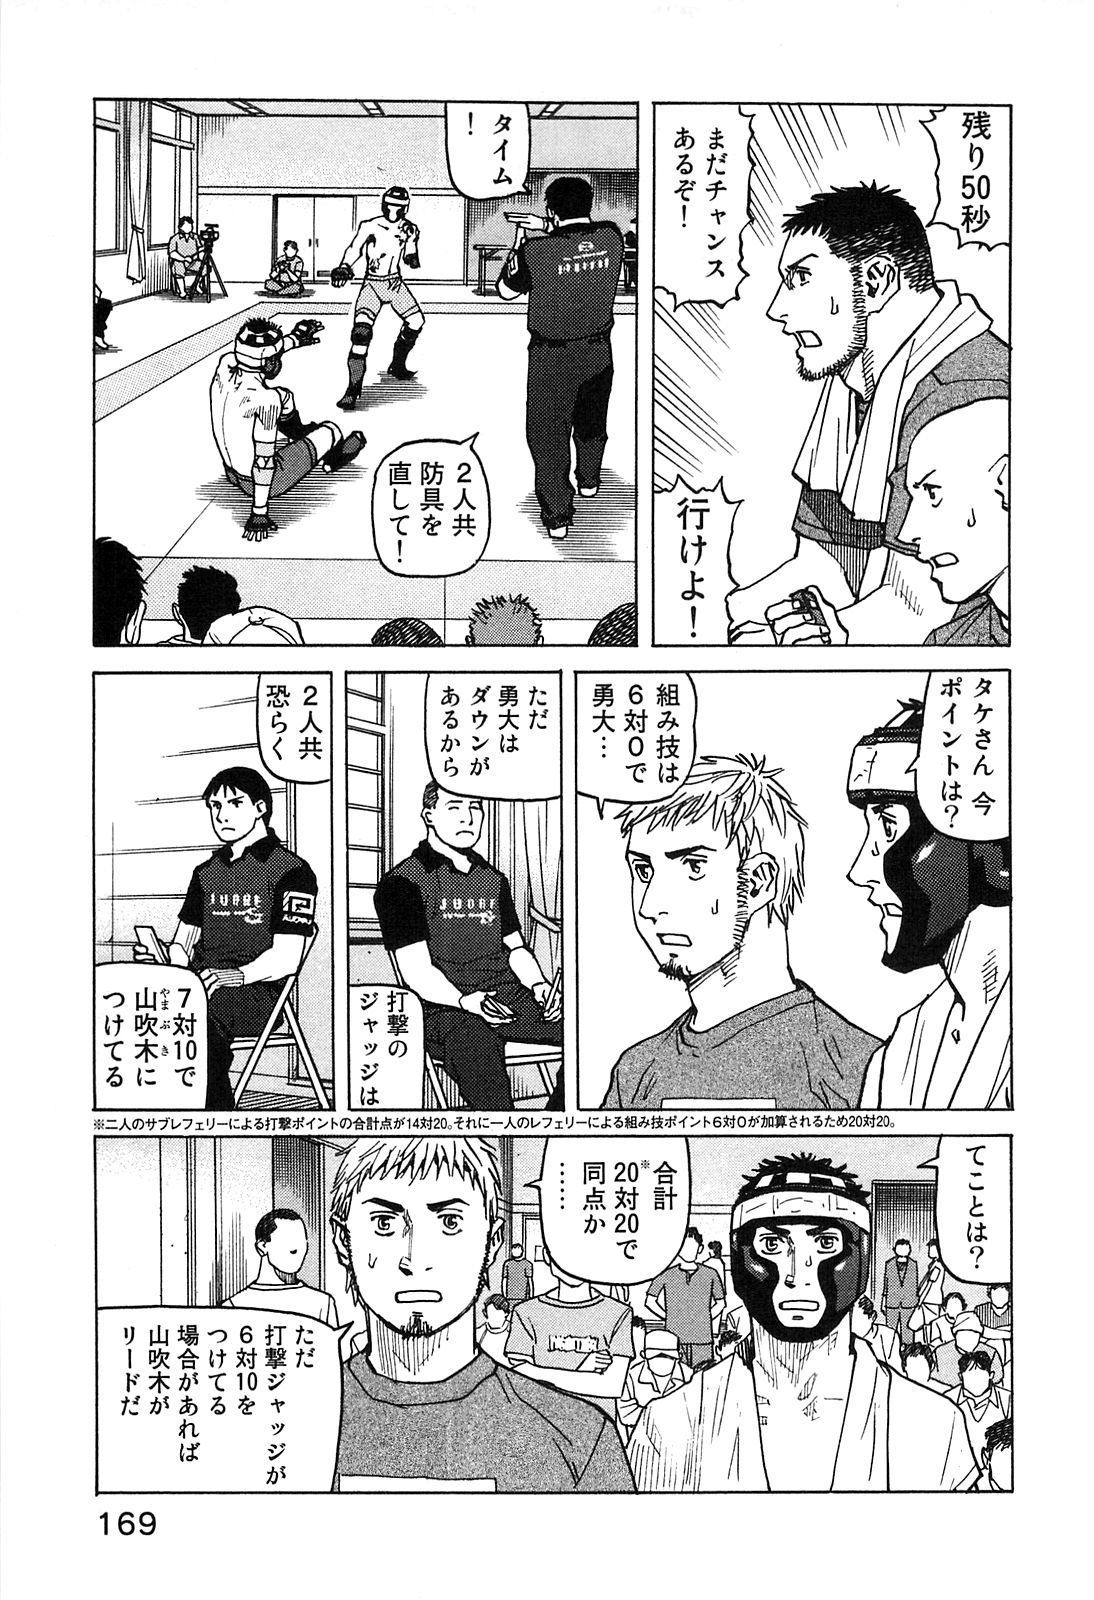 残り50秒
まだチャンス
あるぞ！
行けよ！
タイム
！
2人共
防具を
直して！
タケさん 今
ポイントは？
組み技は
6対0で
勇大…
ただ
勇大は
ダウンが
あるから
打撃の
ジャッジは
JUDGE
2人共
恐らく
JUDGE
7対10で
山吹木に
やまぶき
つけてる
※二人のサブレフェリーによる打撃ポイントの合計点が14対20。それに一人のレフェリーによる組み技ポイント6対0が加算されるため20対20。
てことは？
合計
※
20対20で
同点か
……
ただ
打撃ジャッジが
6対10を
つけてる
場合があれば
山吹木が
リードだ
169